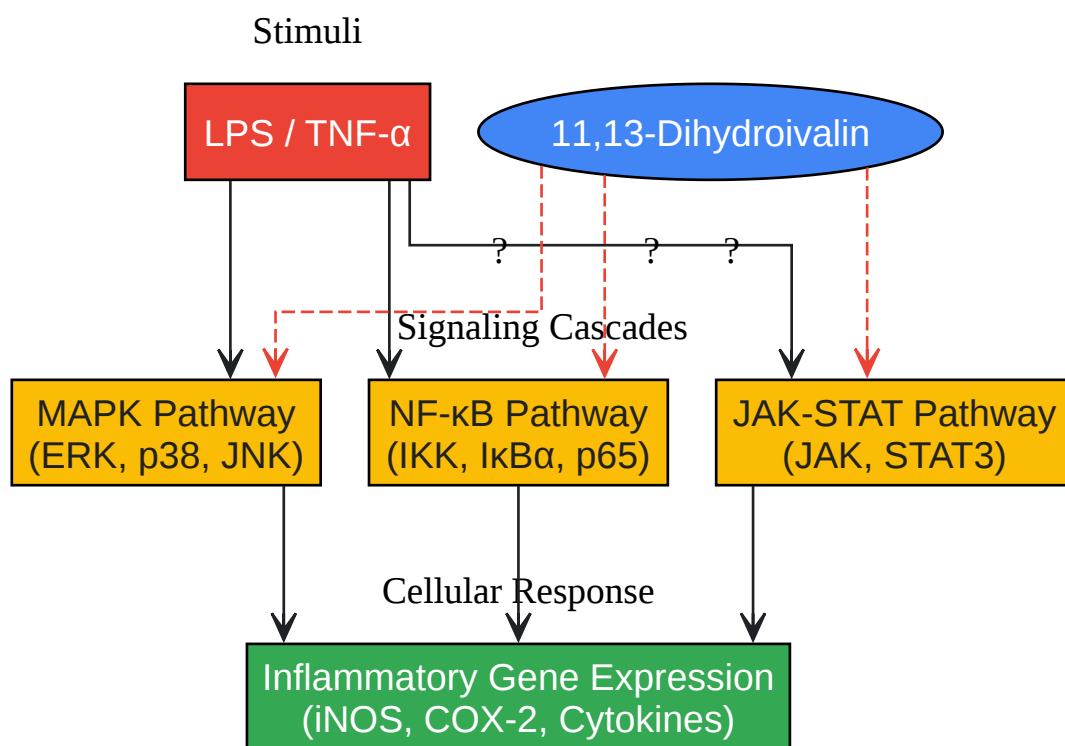 Stimuli
LPS / TNF-α
11,13-Dihydroivalin
? ? ?
Signaling Cascades
MAPK Pathway
(ERK, p38, JNK)
NF-κB Pathway
(IKK, IκBα, p65)
JAK-STAT Pathway
(JAK, STAT3)
Cellular Response
Inflammatory Gene Expression
(iNOS, COX-2, Cytokines)